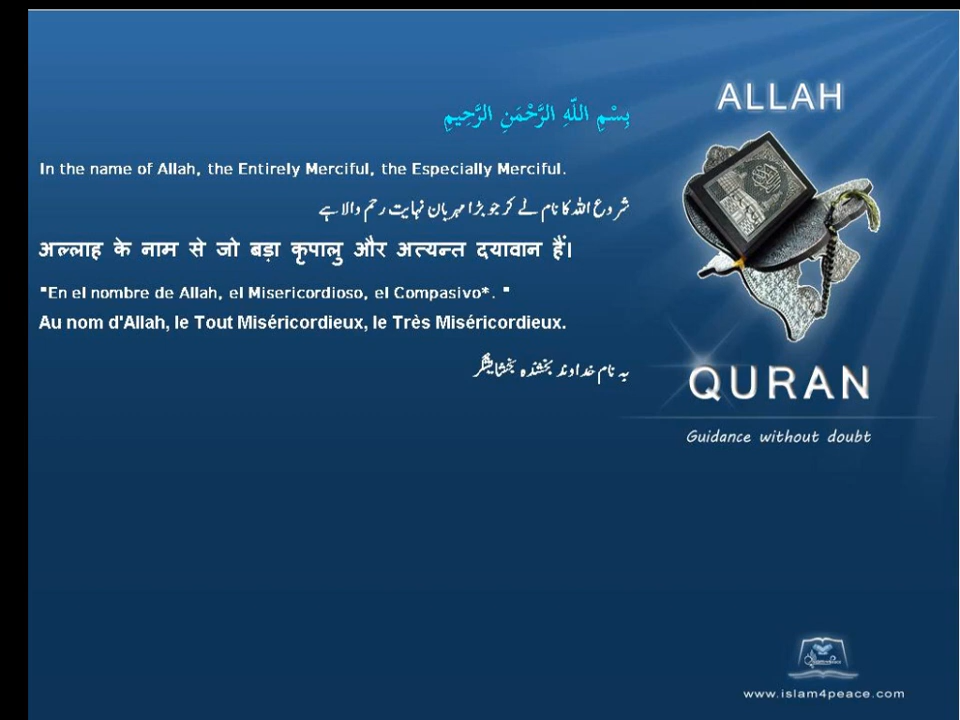 بِسْمِ اللّهِ الرَّحْمَنِ الرَّحِيمِ
In the name of Allah, the Entirely Merciful, the Especially Merciful.
شروع الله کا نام لے کر جو بڑا مہربان نہایت رحم والا ہے
अल्लाह के नाम से जो बड़ा कृपालु और अत्यन्त दयावान हैं।
"En el nombre de Allah, el Misericordioso, el Compasivo*. "
Au nom d'Allah, le Tout Miséricordieux, le Très Miséricordieux.
به نام خداوند بخشنده بخشایشگر
ALLAH
QURAN
Guidance without doubt
www.islam4peace.com